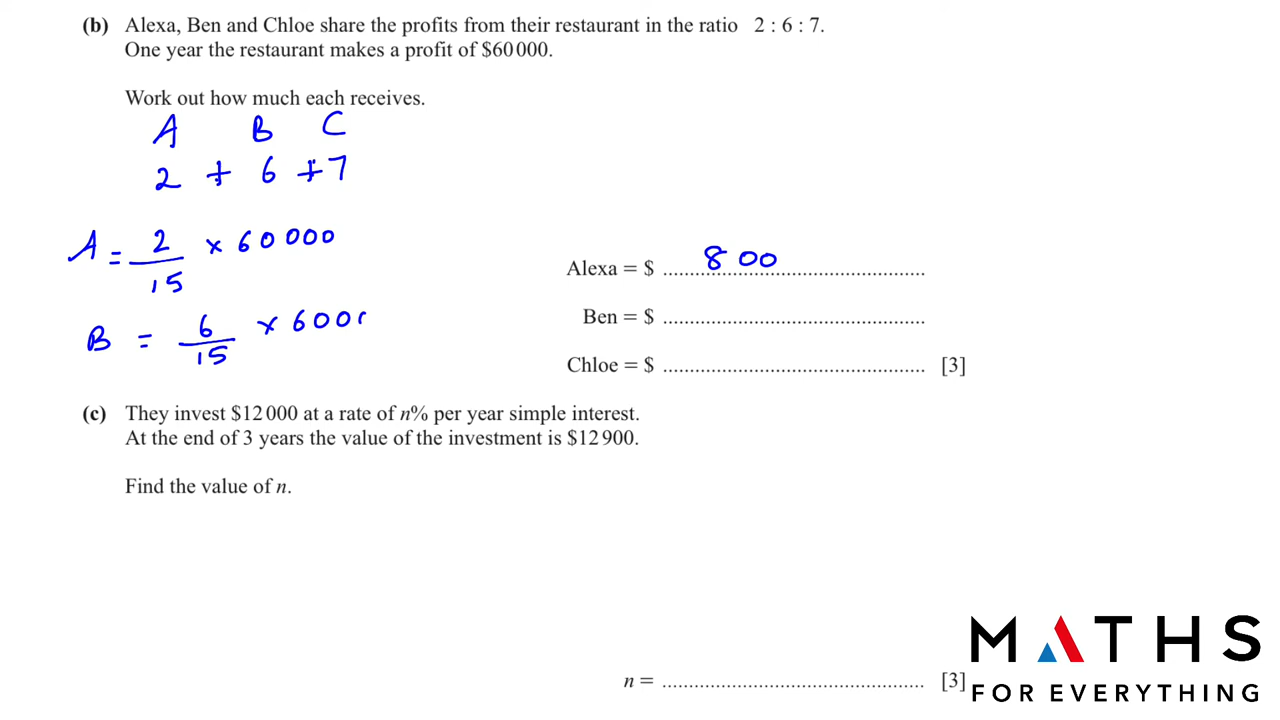 (b) Alexa, Ben and Chloe share the profits from their restaurant in the ratio 2 : 6 : 7.
One year the restaurant makes a profit of $60 000.
Work out how much each receives.
A B C
2 + 6 + 7
A = 2/15 × 60000
Alexa = $ 800
B = 6/15 × 600
Ben = $
Chloe = $ [3]
(c) They invest $12 000 at a rate of n% per year simple interest.
At the end of 3 years the value of the investment is $12 900.
Find the value of n.
n = [3]
MATHS
FOR EVERYTHING